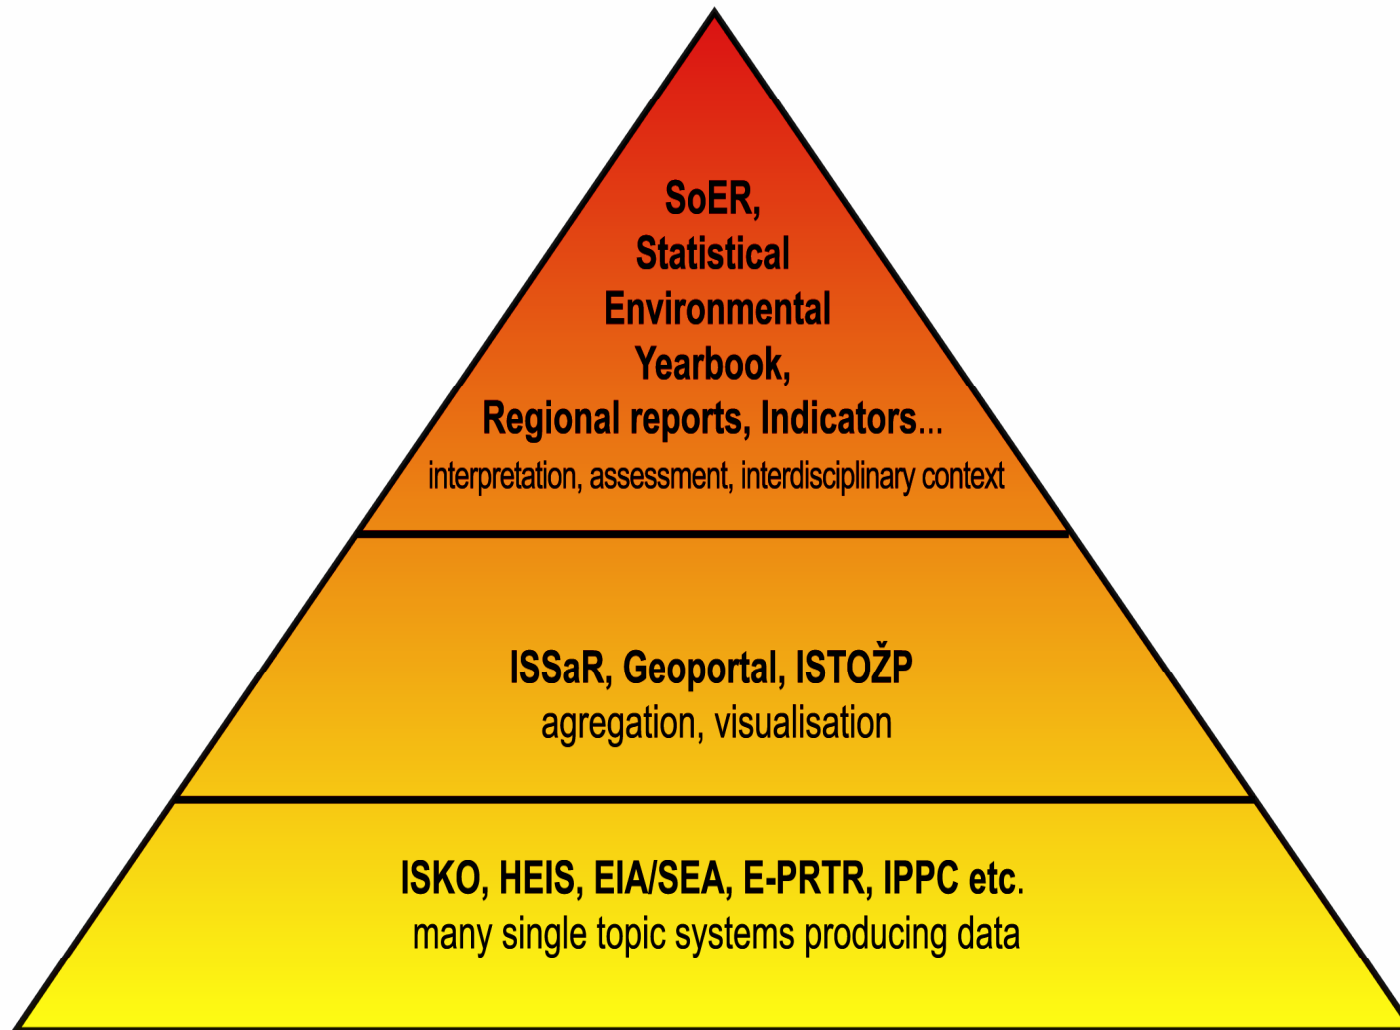 SoER,
Statistical
Environmental
Yearbook,
Regional reports, Indicators...
interpretation, assessment, interdisciplinary context
ISSaR, Geoportal, ISTOŽP
agregation, visualisation
ISKO, HEIS, EIA/SEA, E-PRTR, IPPC etc.
many single topic systems producing data